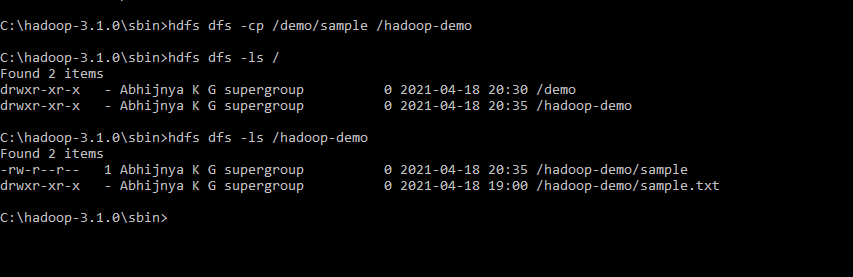 C:\hadoop-3.1.0\sbin>hdfs dfs -cp /demo/sample /hadoop-demo
C:\hadoop-3.1.0\sbin>hdfs dfs -ls /
Found 2 items
drwxr-xr-x   - Abhijnya K G supergroup          0 2021-04-18 20:30 /demo
drwxr-xr-x   - Abhijnya K G supergroup          0 2021-04-18 20:35 /hadoop-demo
C:\hadoop-3.1.0\sbin>hdfs dfs -ls /hadoop-demo
Found 2 items
-rw-r--r--   1 Abhijnya K G supergroup          0 2021-04-18 20:35 /hadoop-demo/sample
drwxr-xr-x   - Abhijnya K G supergroup          0 2021-04-18 19:00 /hadoop-demo/sample.txt
C:\hadoop-3.1.0\sbin>